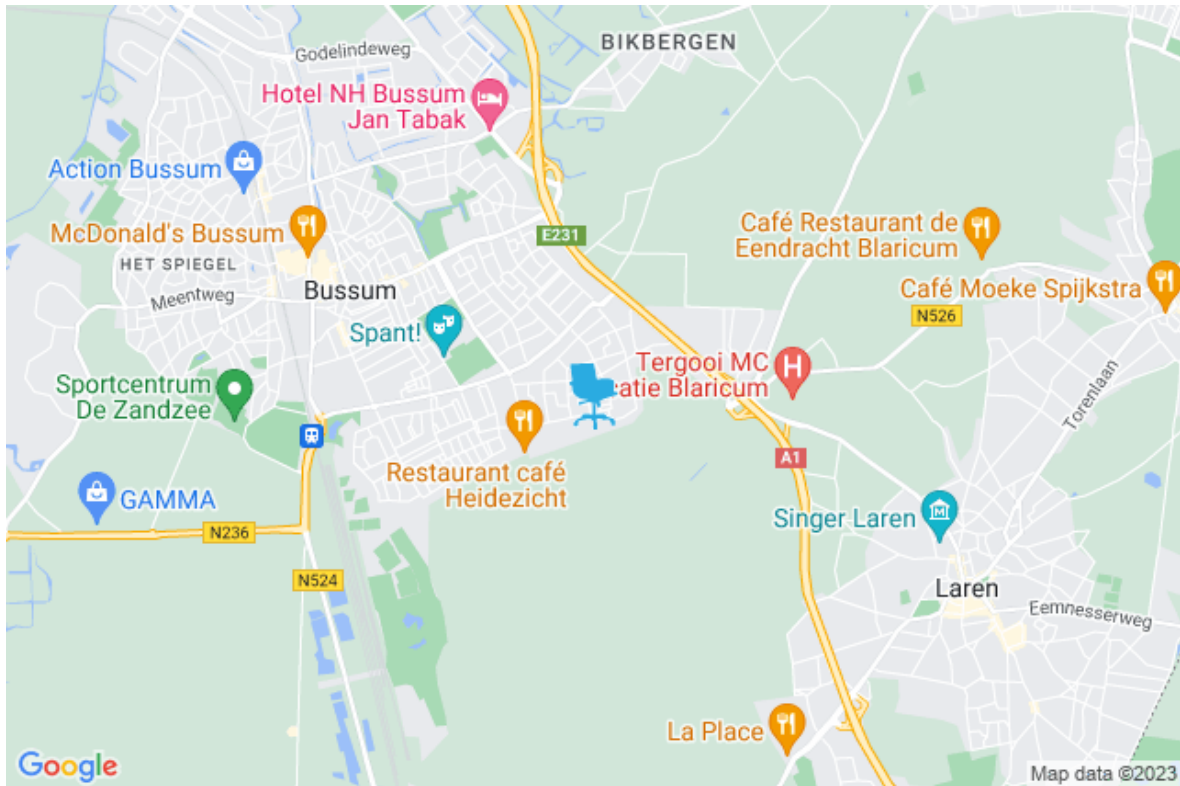 BIKBERGEN
Godelindeweg
Hotel NH Bussum
Jan Tabak
Action Bussum
McDonald's Bussum
E231
Café Restaurant de
Eendracht Blaricum
HET SPIEGEL
Bussum
Meentweg
Café Moeke Spijkstra
N526
Spant!
Tergooi MC
catie Blaricum
Torenlaan
Sportcentrum
De Zandzee
Restaurant café
Heidezicht
A1
GAMMA
N236
Singer Laren
N524
Laren
Eemnesserweg
La Place
Google
Map data ©2023